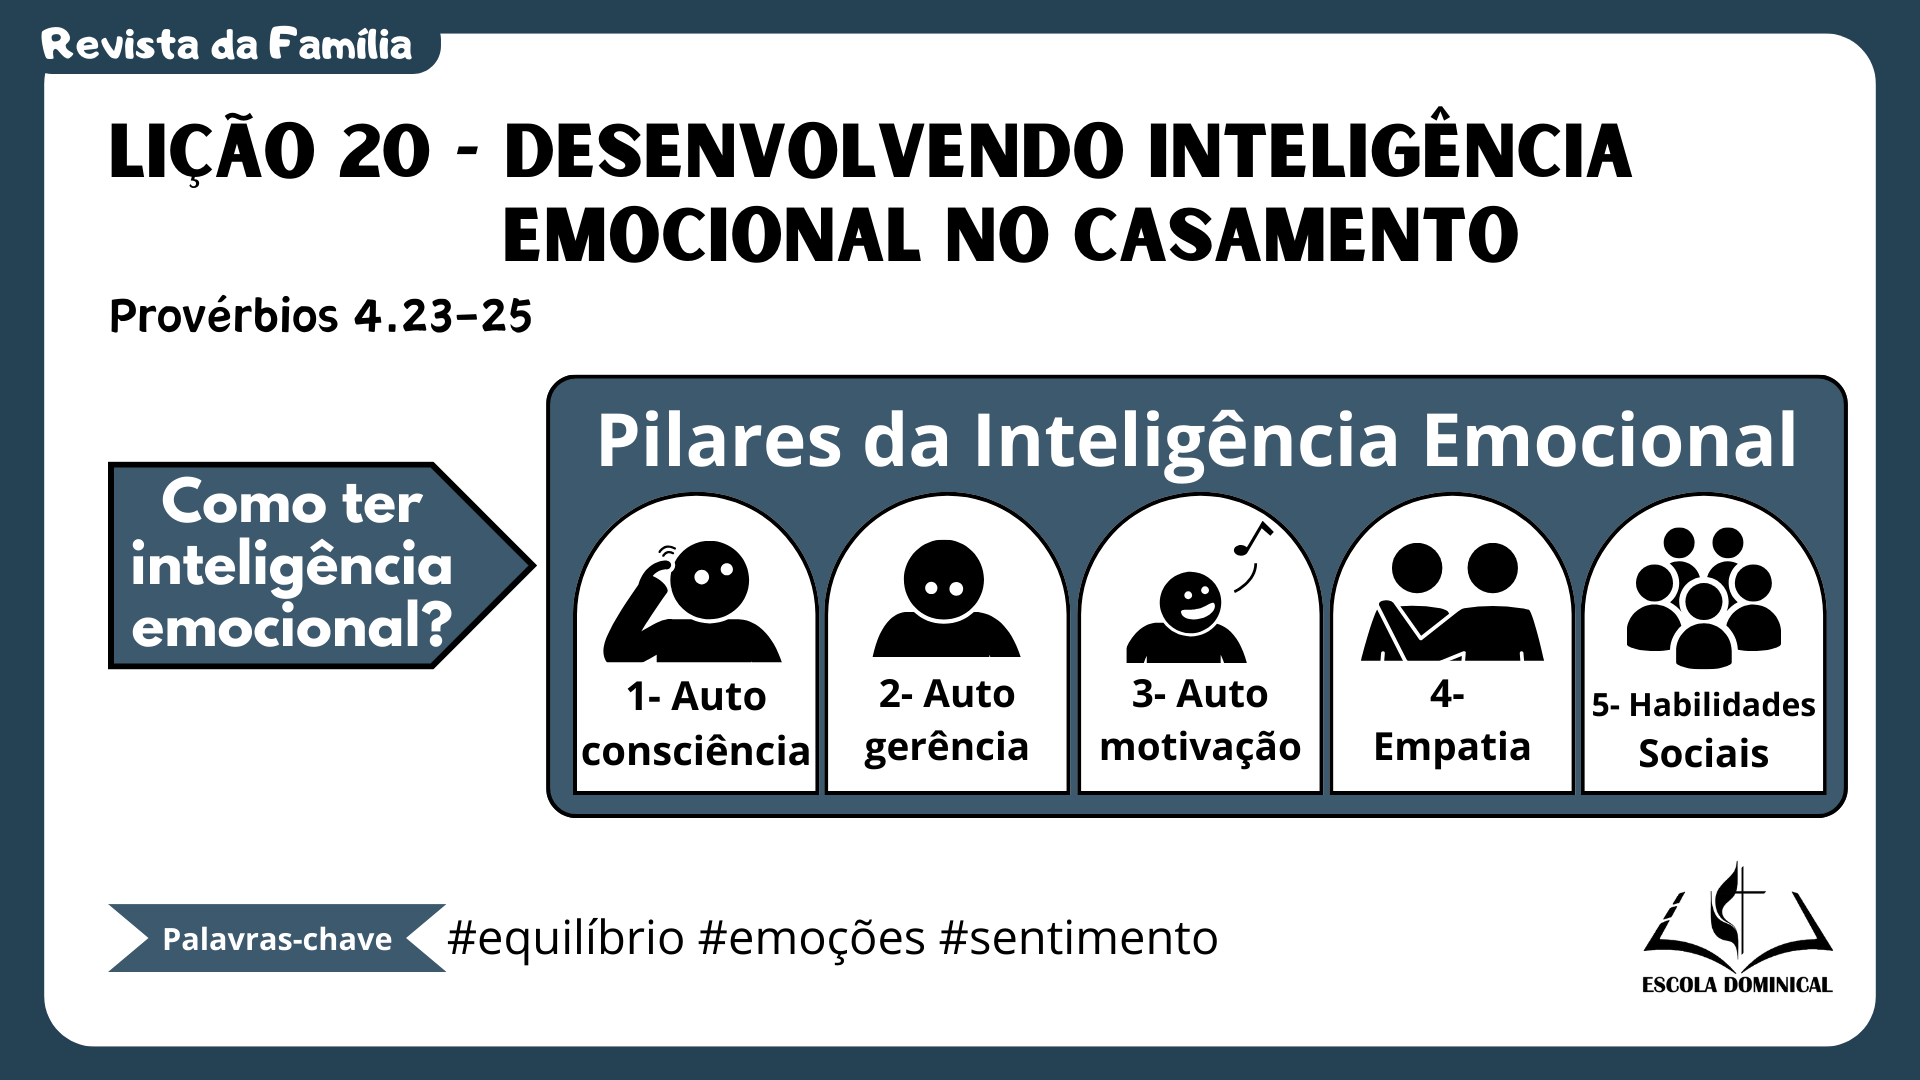 Revista da Família
LIÇÃO 20 - DESENVOLVENDO INTELIGÊNCIA
EMOCIONAL NO CASAMENTO
Provérbios 4.23-25
Como ter
inteligência
emocional?
Pilares da Inteligência Emocional
1- Auto
consciência
2- Auto
gerência
3- Auto
motivação
4-
Empatia
5- Habilidades
Sociais
Palavras-chave
#equilíbrio #emoções #sentimento
ESCOLA DOMINICAL